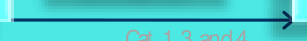 Cat. 1, 3, and 4